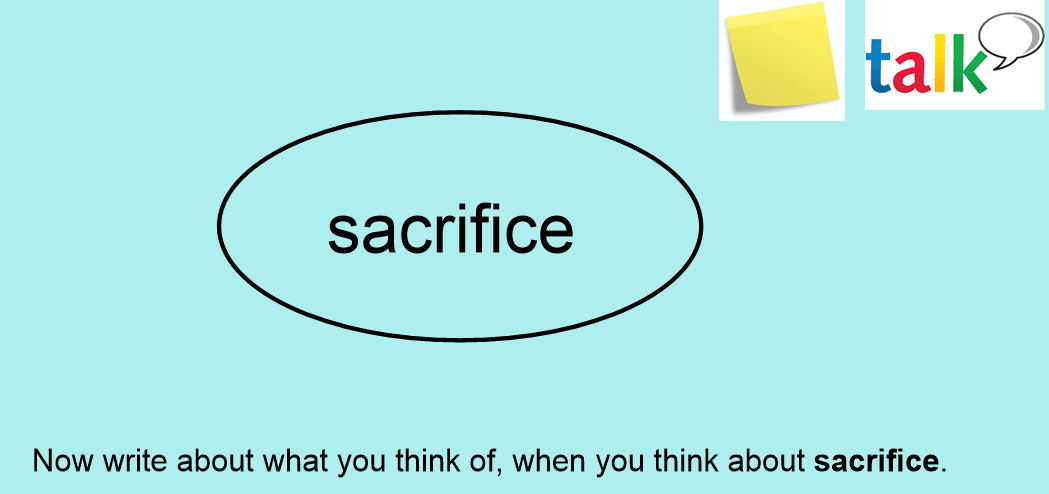 talk
sacrifice
Now write about what you think of, when you think about sacrifice.